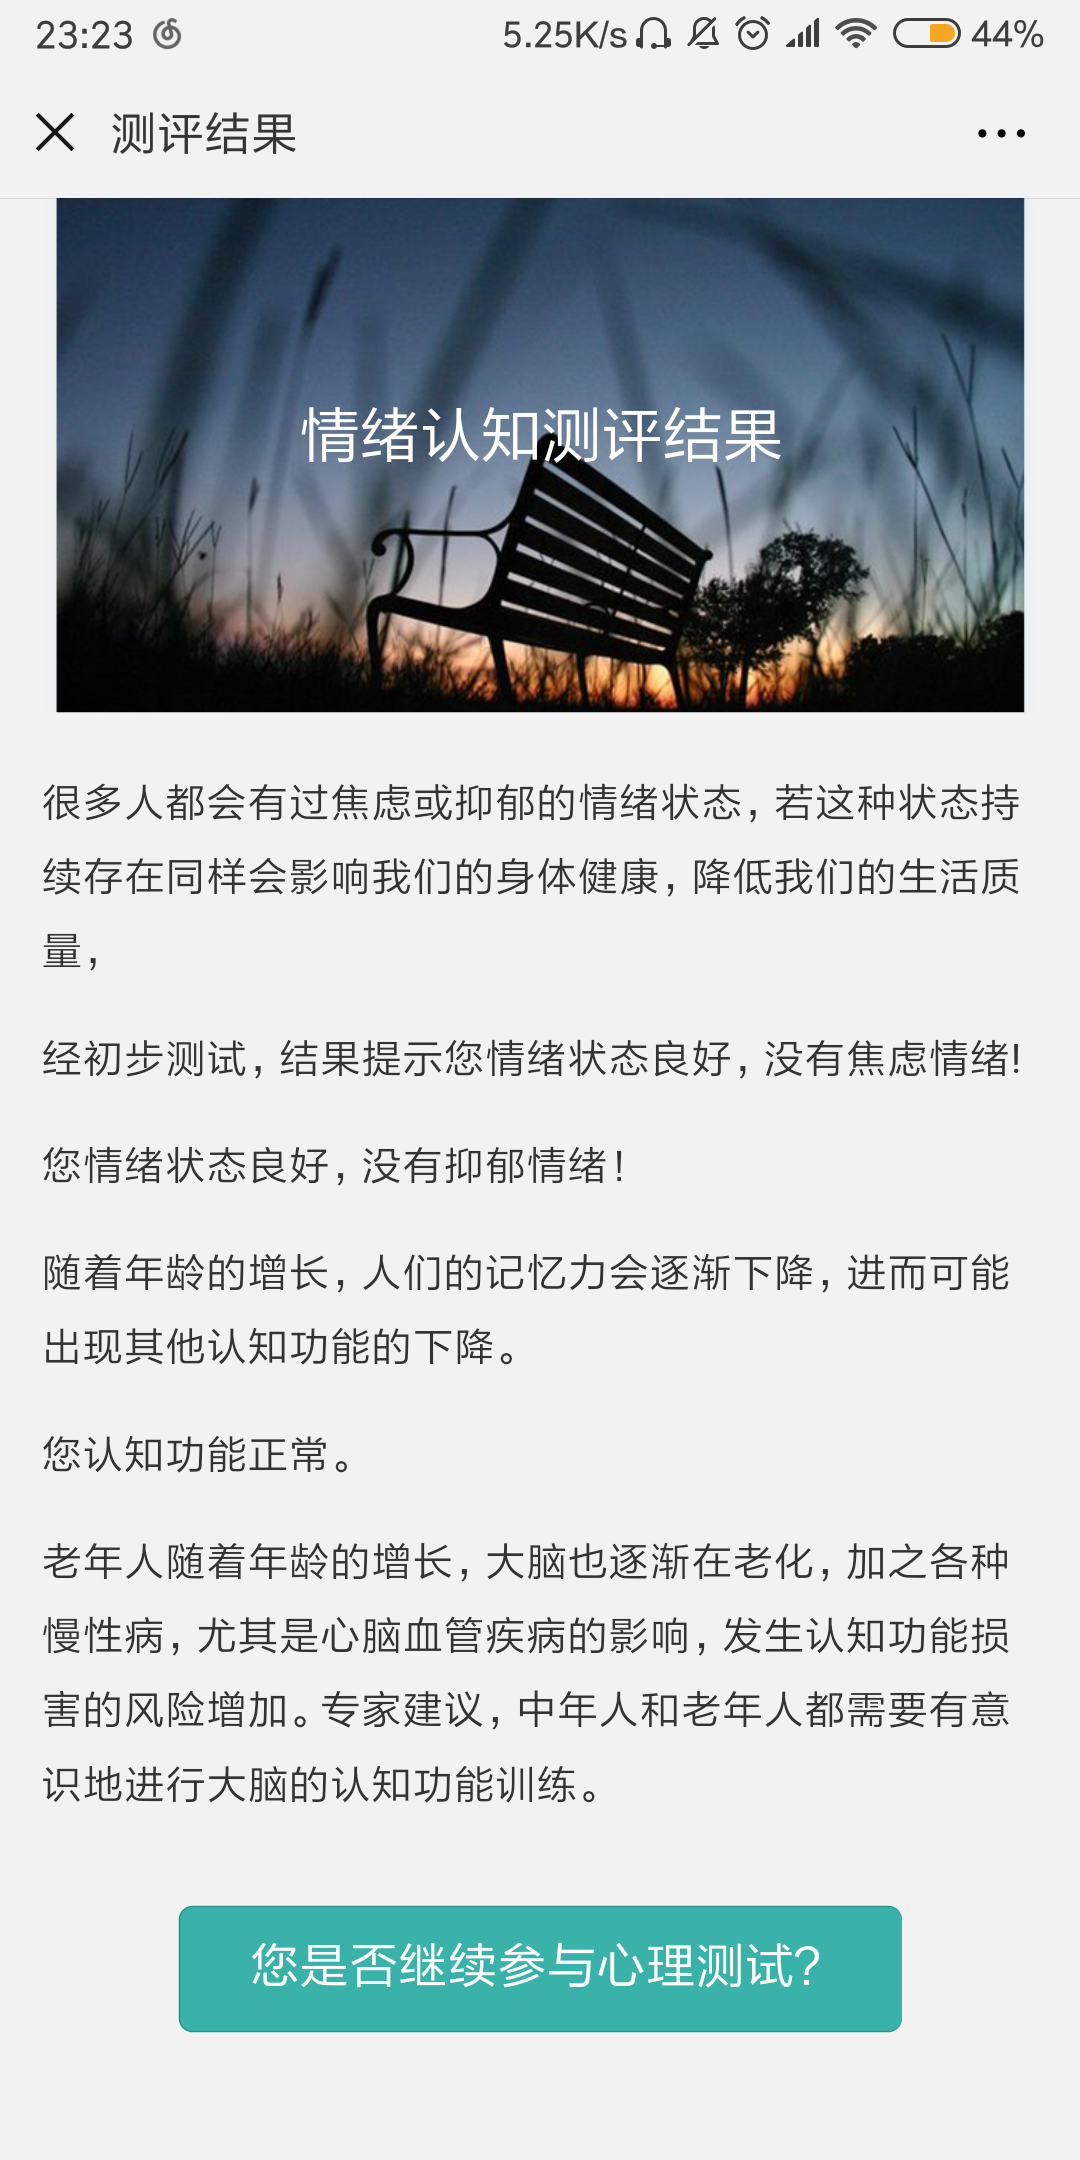 23:23 5.25K/s 44%
测评结果
情绪认知测评结果
很多人都会有过焦虑或抑郁的情绪状态，若这种状态持
续存在同样会影响我们的身体健康，降低我们的生活质
量，
经初步测试，结果提示您情绪状态良好，没有焦虑情绪!
您情绪状态良好，没有抑郁情绪！
随着年龄的增长，人们的记忆力会逐渐下降，进而可能
出现其他认知功能的下降。
您认知功能正常。
老年人随着年龄的增长，大脑也逐渐在老化，加之各种
慢性病，尤其是心脑血管疾病的影响，发生认知功能损
害的风险增加。专家建议，中年人和老年人都需要有意
识地进行大脑的认知功能训练。
您是否继续参与心理测试?